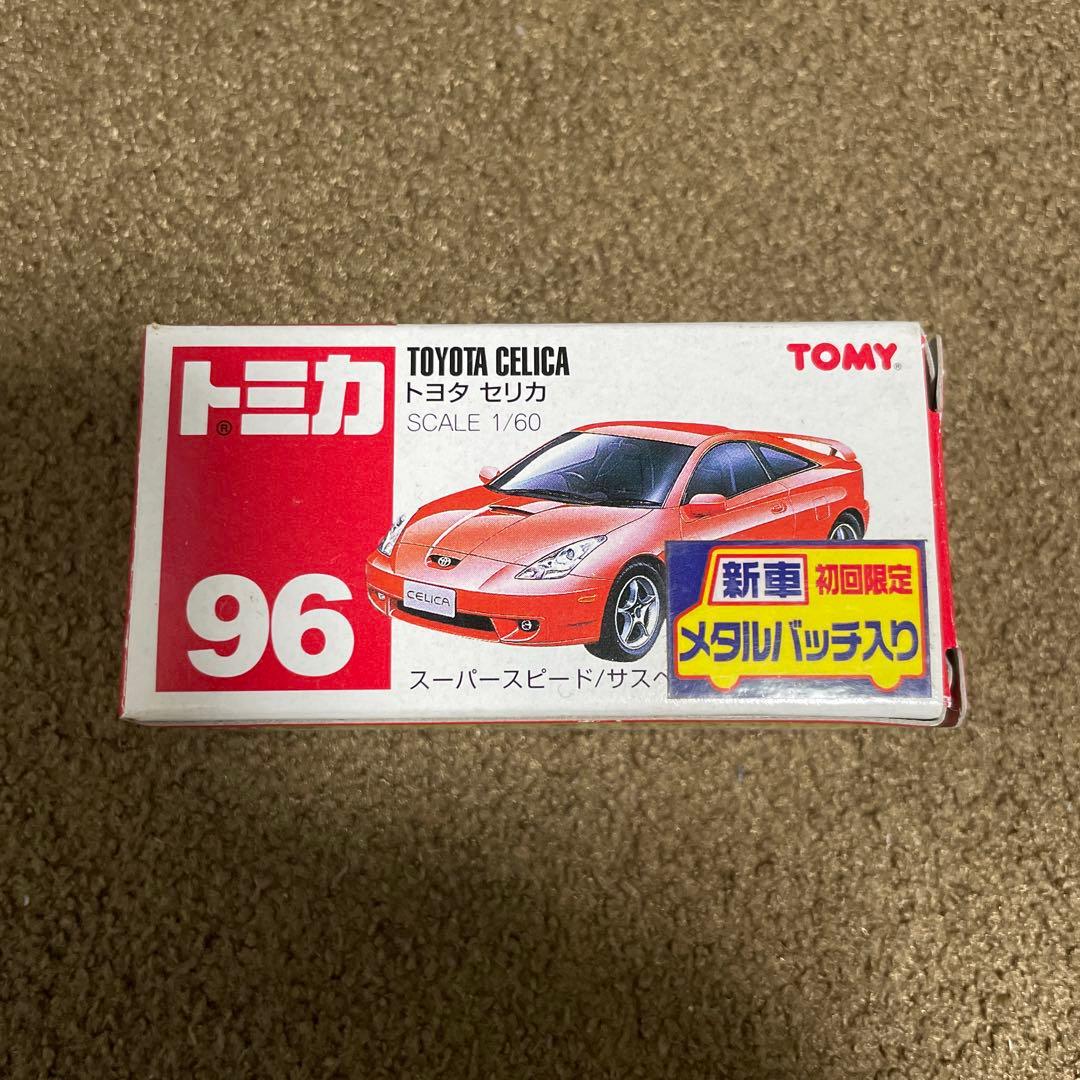 トミカ®
96
TOYOTA CELICA
トヨタ セリカ
SCALE 1/60
TOMY®
CELICA
スーパースピード/サスペ
新車 初回限定
メタルバッチ入り